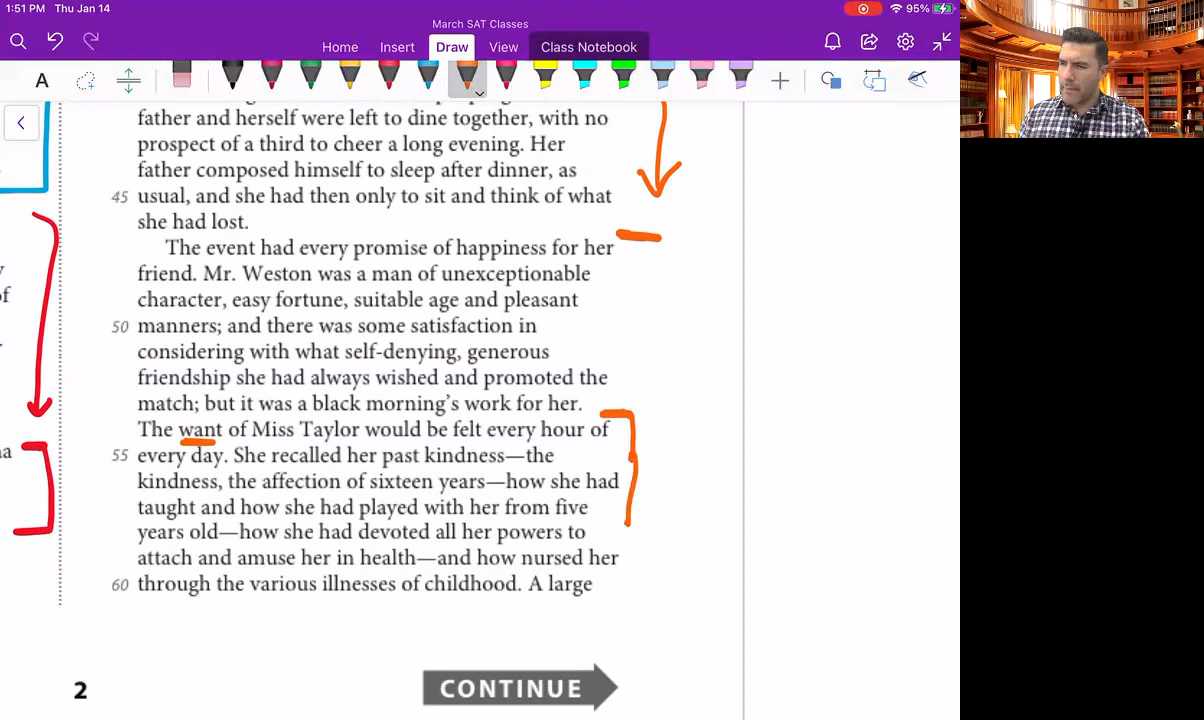 1:51 PM Thu Jan 14
95%
March SAT Classes
Home Insert Draw View Class Notebook
A
father and herself were left to dine together, with no
prospect of a third to cheer a long evening. Her
father composed himself to sleep after dinner, as
45 usual, and she had then only to sit and think of what
she had lost.
The event had every promise of happiness for her
friend. Mr. Weston was a man of unexceptionable
character, easy fortune, suitable age and pleasant
50 manners; and there was some satisfaction in
considering with what self-denying, generous
friendship she had always wished and promoted the
match; but it was a black morning's work for her.
The want of Miss Taylor would be felt every hour of
55 every day. She recalled her past kindness—the
kindness, the affection of sixteen years—how she had
taught and how she had played with her from five
years old—how she had devoted all her powers to
attach and amuse her in health—and how nursed her
60 through the various illnesses of childhood. A large
2
CONTINUE